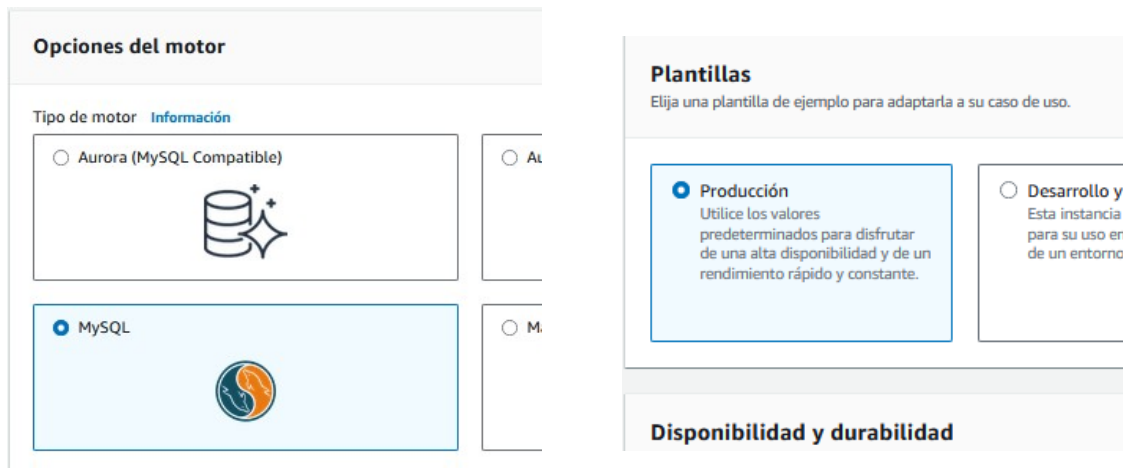 Opciones del motor
Tipo de motor Información
Aurora (MySQL Compatible)
MySQL
Plantillas
Elija una plantilla de ejemplo para adaptarla a su caso de uso.
Producción
Utilice los valores
predeterminados para disfrutar
de una alta disponibilidad y de un
rendimiento rápido y constante.
Desarrollo y
Esta instancia
para su uso
de un entorno
Disponibilidad y durabilidad